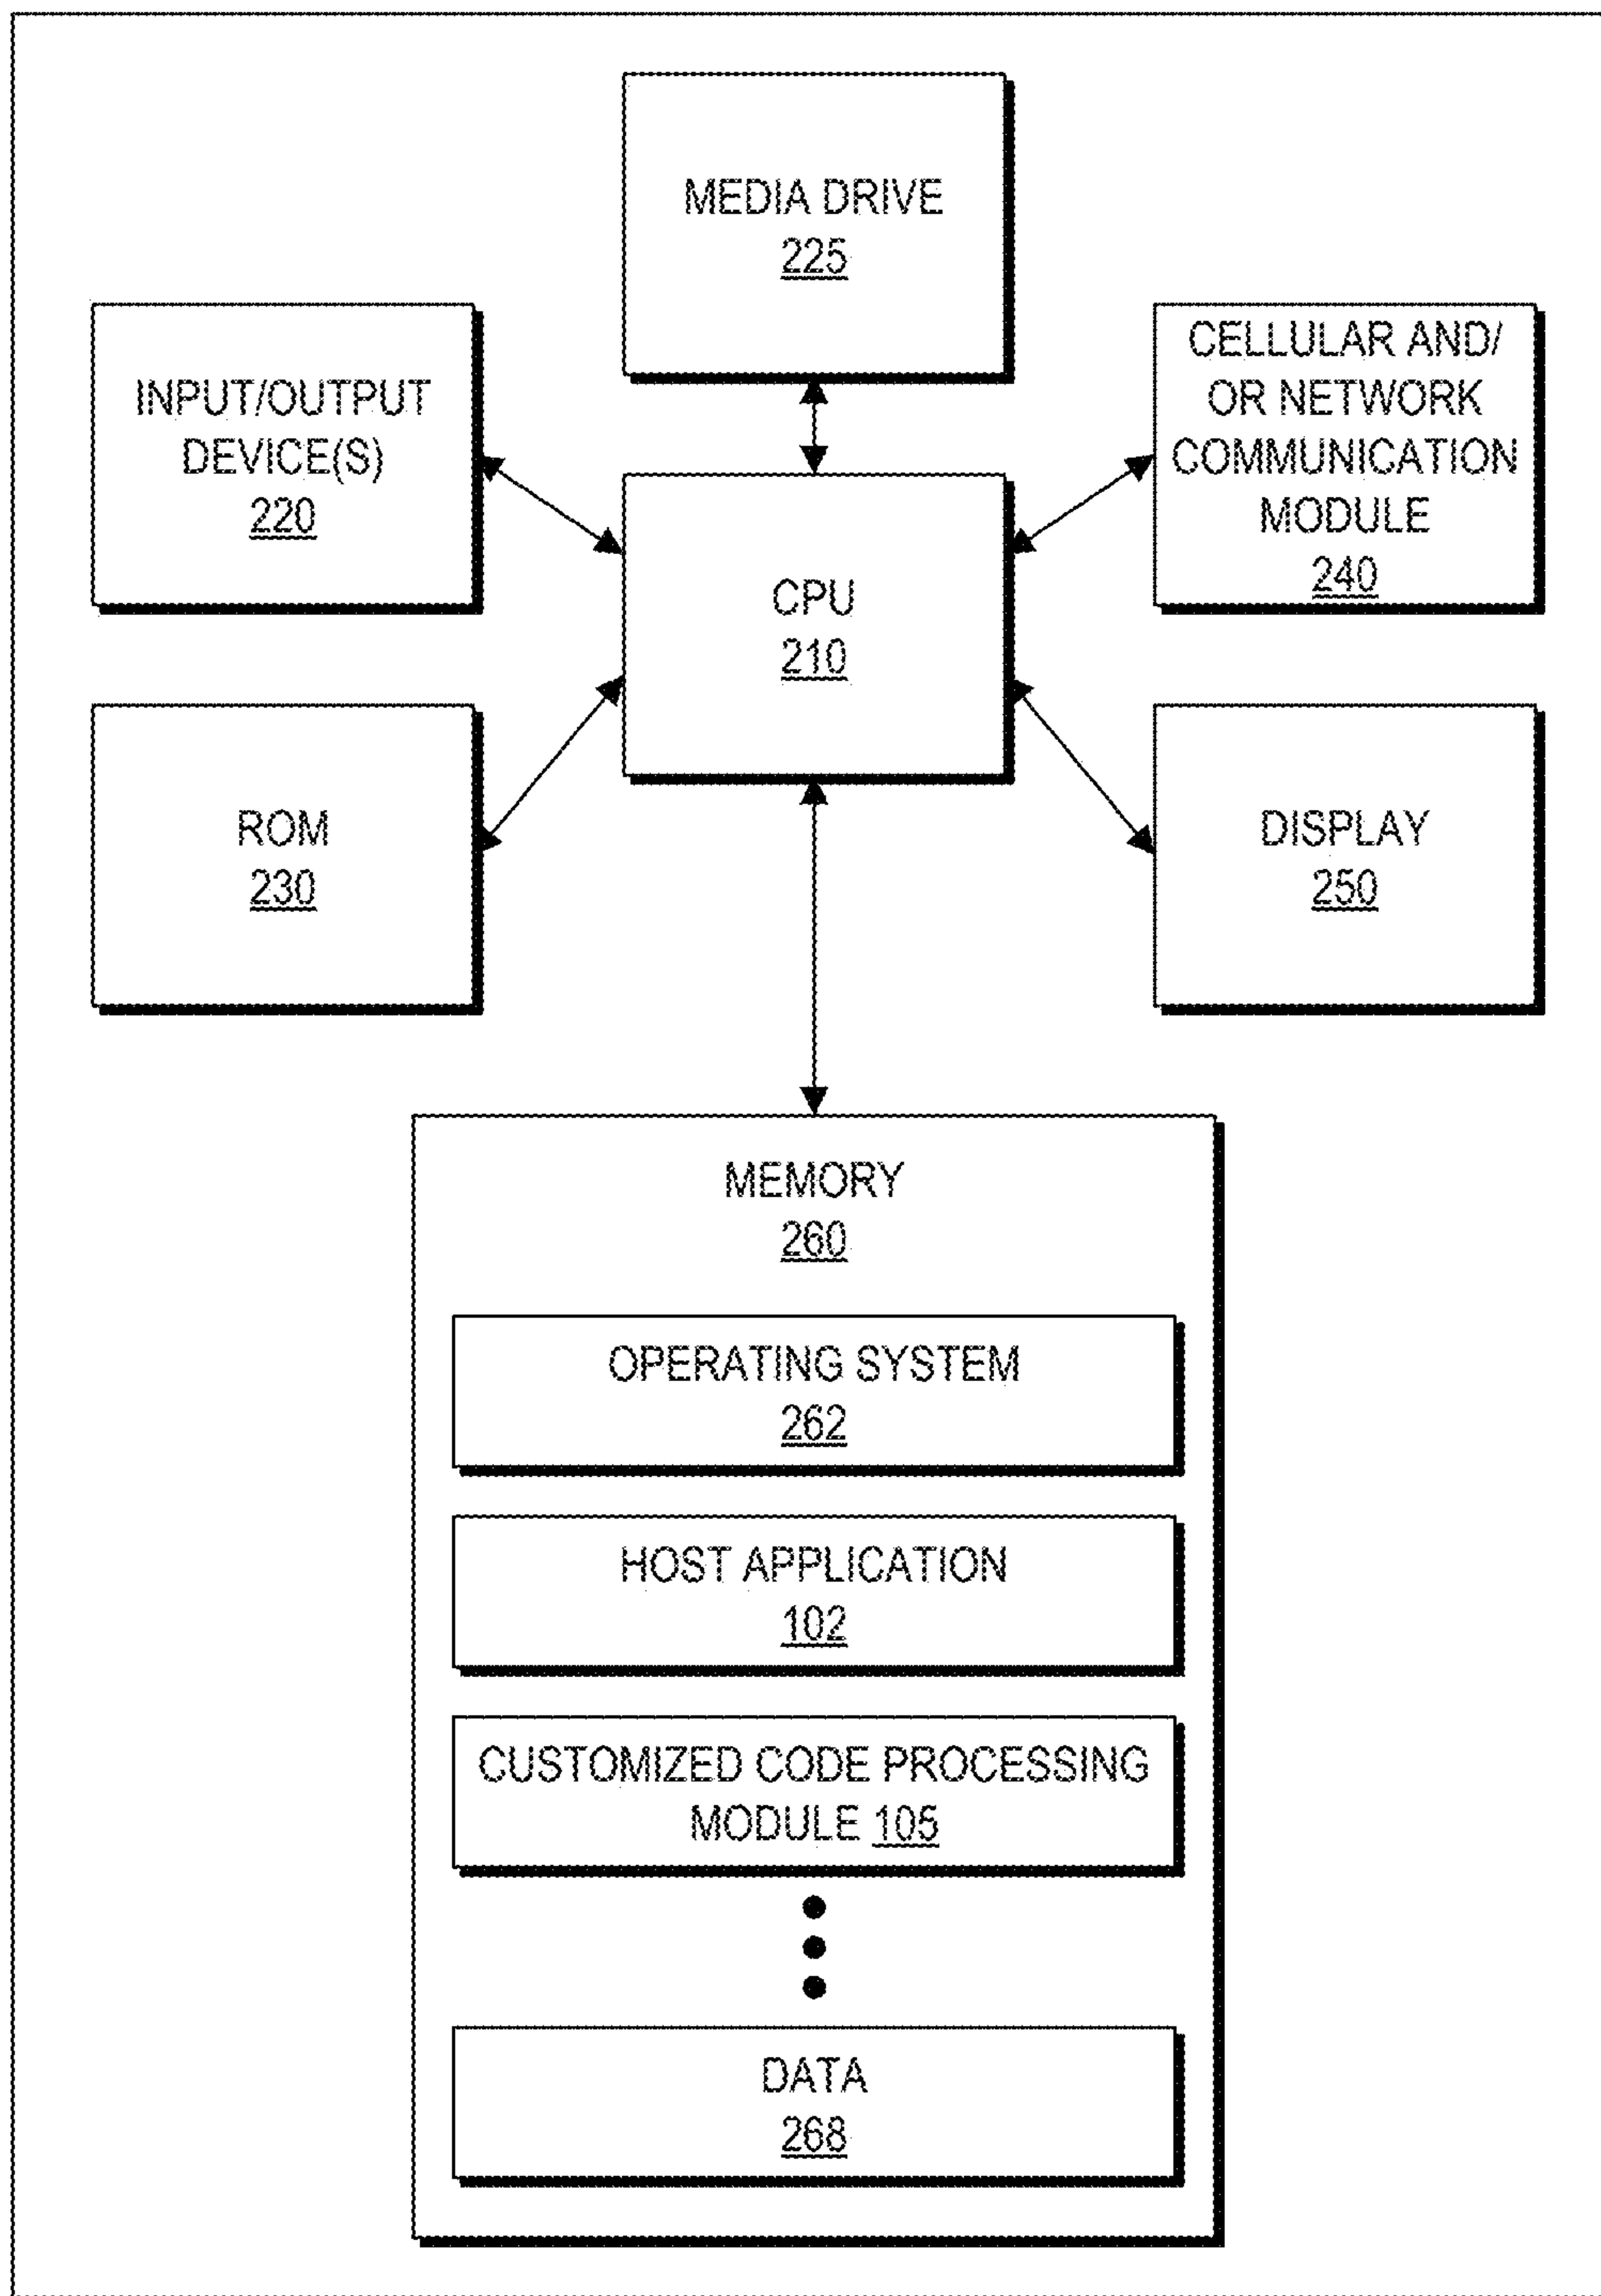 MEDIA DRIVE
225
INPUT/OUTPUT
DEVICE(S)
220
CELLULAR AND/
OR NETWORK
COMMUNICATION
MODULE
240
CPU
210
ROM
230
DISPLAY
250
MEMORY
260
OPERATING SYSTEM
262
HOST APPLICATION
102
CUSTOMIZED CODE PROCESSING
MODULE 105
DATA
268